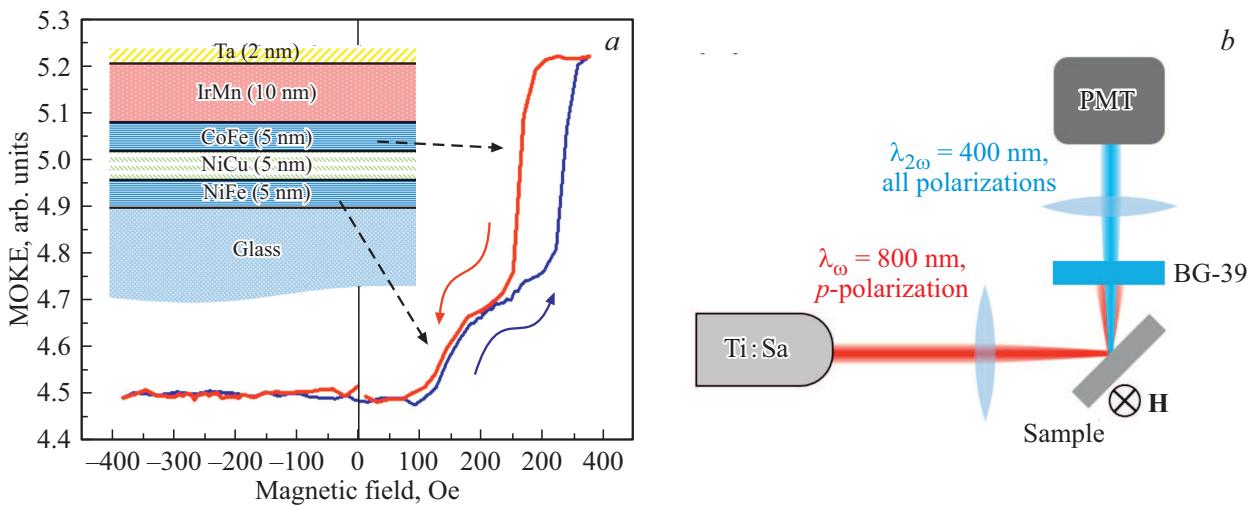 a
5.3
5.2
5.1
5.0
4.9
4.8
4.7
4.6
4.5
4.4
MOKE, arb. units
Ta (2 nm)
IrMn (10 nm)
CoFe (5 nm)
NiCu (5 nm)
NiFe (5 nm)
Glass
–400 –300 –200 –100 0 100 200 200 400
Magnetic field, Oe
b
PMT
λ2ω = 400 nm,
all polarizations
λω = 800 nm,
p-polarization
BG-39
Ti : Sa
H
Sample